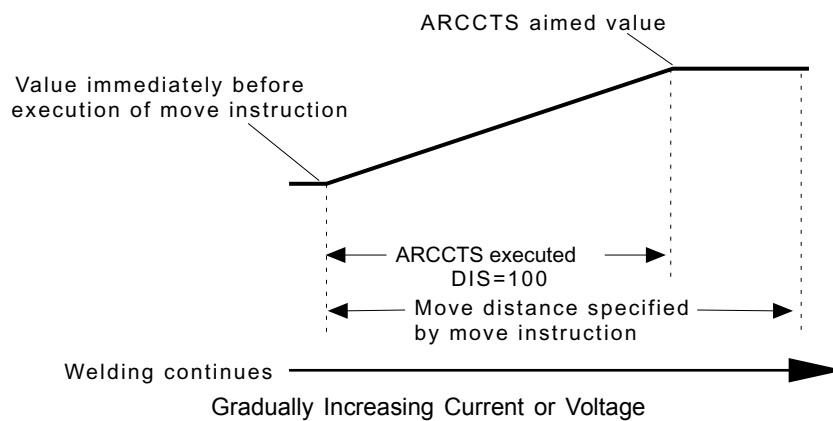 ARCCTS aimed value
Value immediately before
execution of move instruction
ARCCTS executed
DIS=100
Move distance specified
by move instruction
Welding continues
Gradually Increasing Current or Voltage